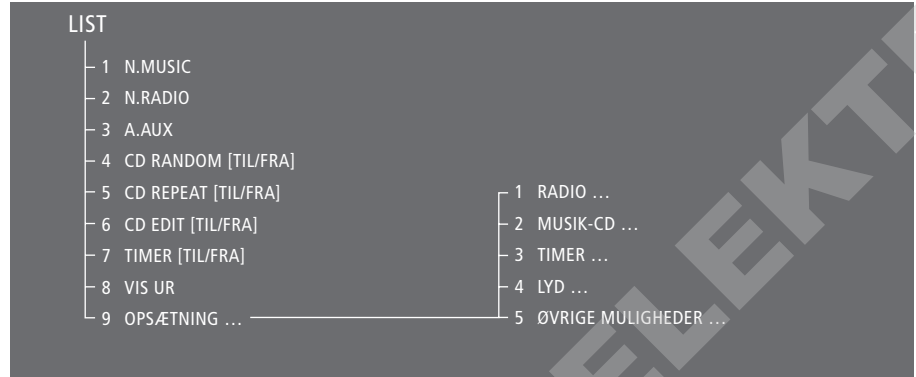 LIST
1 N.MUSIC
2 N.RADIO
3 A.AUX
4 CD RANDOM [TIL/FRA]
5 CD REPEAT [TIL/FRA]
6 CD EDIT [TIL/FRA]
7 TIMER [TIL/FRA]
8 VIS UR
9 OPSÆTNING …
1 RADIO …
2 MUSIK-CD …
3 TIMER …
4 LYD …
5 ØVRIGE MULIGHEDER …